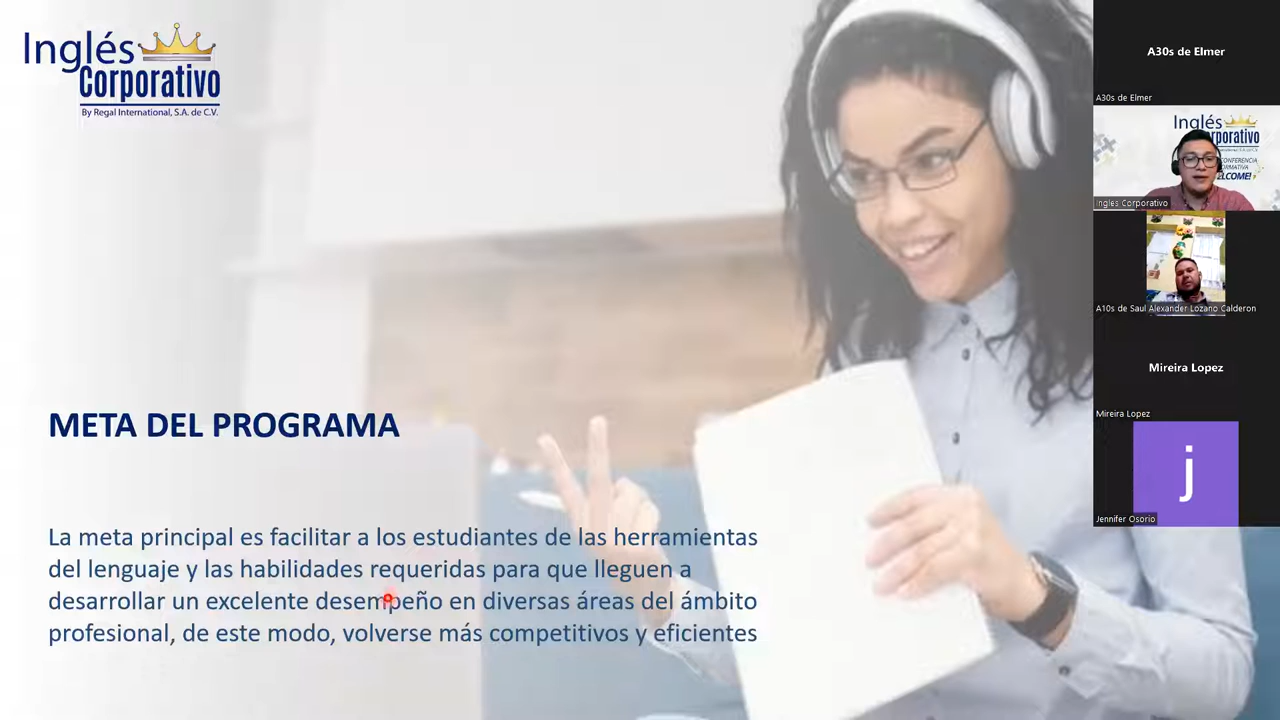 Inglés
Corporativo
By Regal International, S.A. de C.V.
META DEL PROGRAMA
La meta principal es facilitar a los estudiantes de las herramientas
del lenguaje y las habilidades requeridas para que lleguen a
desarrollar un excelente desempeño en diversas áreas del ámbito
profesional, de este modo, volverse más competitivos y eficientes
A30s de Elmer
A30s de Elmer
Inglés
Corporativo
Ingles Corporativo
A10s de Saul Alexander Lozano Calderon
Mireira Lopez
Mireira Lopez
j
Jennifer Osorio